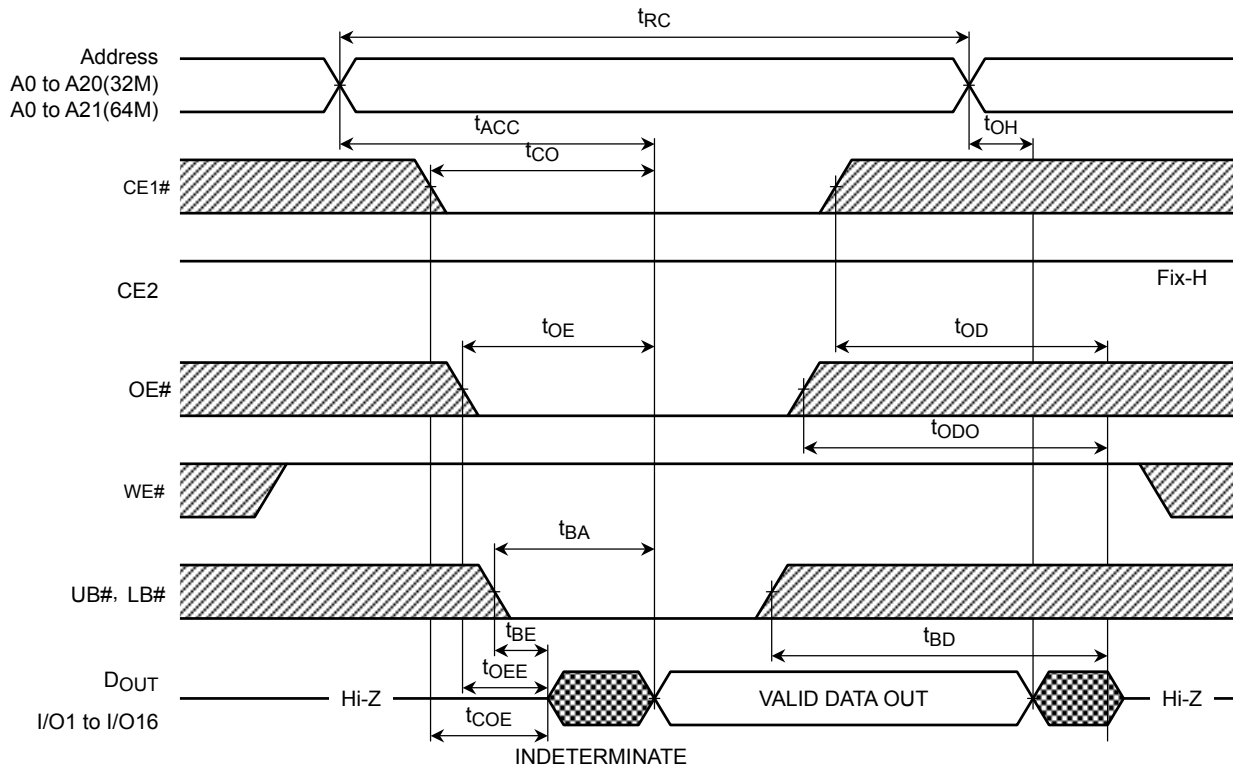 tRC
Address
A0 to A20(32M)
A0 to A21(64M)
tACC
tOH
tCO
CE1#
Fix-H
CE2
tOE
tOD
OE#
tODO
WE#
tBA
UB#, LB#
tBE
tBD
tOEE
DOUT
Hi-Z
VALID DATA OUT
Hi-Z
I/O1 to I/O16
tCOE
INDETERMINATE